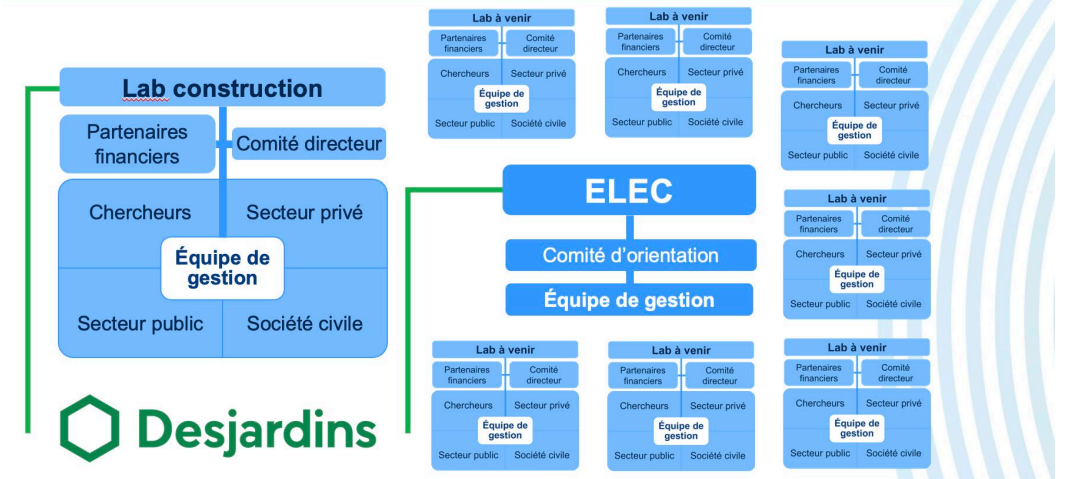 Lab construction
Partenaires
financiers
Comité directeur
Chercheurs
Secteur privé
Équipe de
gestion
Secteur public
Société civile
Desjardins
ELEC
Comité d'orientation
Équipe de gestion
Lab à venir
Partenaires
financiers
Comité
directeur
Chercheurs
Secteur privé
Équipe de
gestion
Secteur public
Société civile
Lab à venir
Partenaires
financiers
Comité
directeur
Chercheurs
Secteur privé
Équipe de
gestion
Secteur public
Société civile
Lab à venir
Partenaires
financiers
Comité
directeur
Chercheurs
Secteur privé
Équipe de
gestion
Secteur public
Société civile
Lab à venir
Partenaires
financiers
Comité
directeur
Chercheurs
Secteur privé
Équipe de
gestion
Secteur public
Société civile
Lab à venir
Partenaires
financiers
Comité
directeur
Chercheurs
Secteur privé
Équipe de
gestion
Secteur public
Société civile
Lab à venir
Partenaires
financiers
Comité
directeur
Chercheurs
Secteur privé
Équipe de
gestion
Secteur public
Société civile
Lab à venir
Partenaires
financiers
Comité
directeur
Chercheurs
Secteur privé
Équipe de
gestion
Secteur public
Société civile